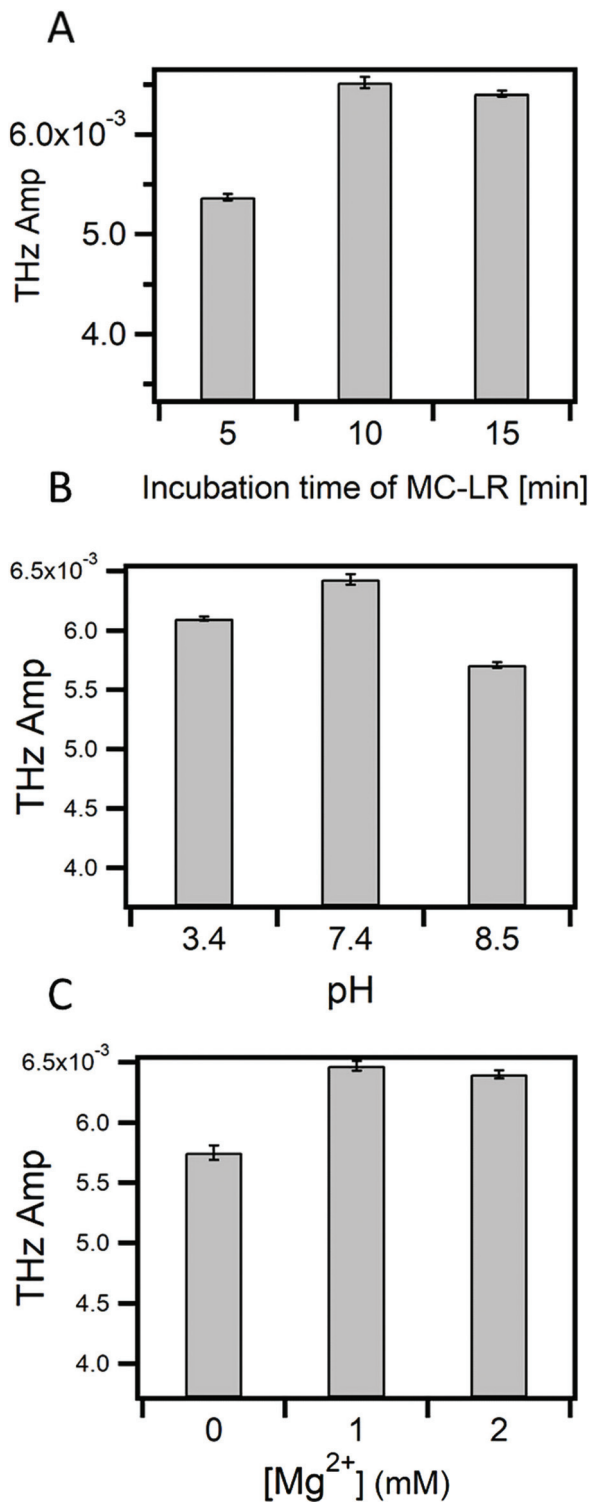 A
THz Amp
6.0x10⁻³
5.0
4.0
5 10 15
Incubation time of MC-LR [min]
B
THz Amp
6.5x10⁻³
6.0
5.5
5.0
4.5
4.0
3.4 7.4 8.5
pH
C
THz Amp
6.5x10⁻³
6.0
5.5
5.0
4.5
4.0
0 1 2
[Mg²⁺] (mM)